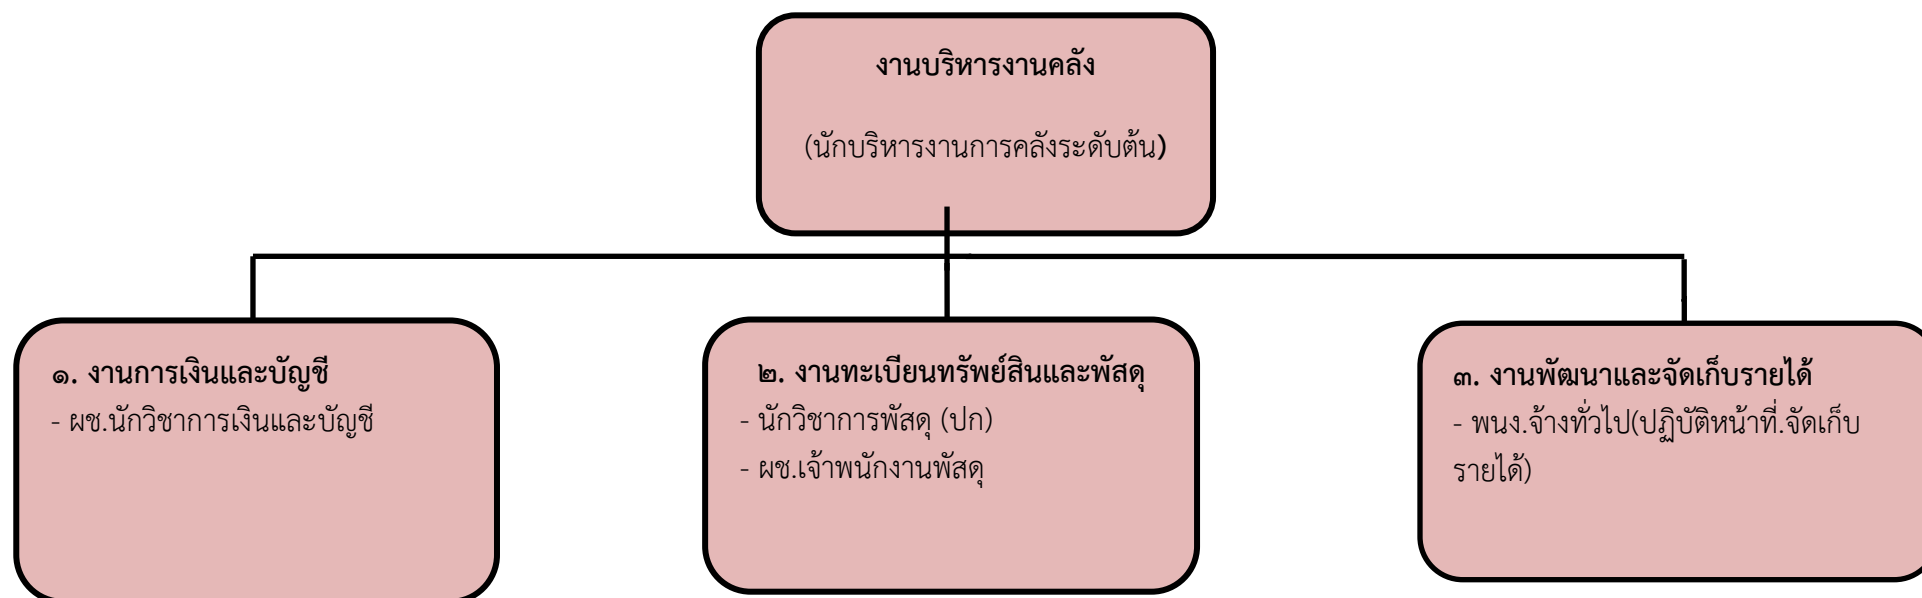 งานบริหารงานคลัง
(นักบริหารงานการคลังระดับต้น)
๑. งานการเงินและบัญชี
- ผช.นักวิชาการเงินและบัญชี
๒. งานทะเบียนทรัพย์สินและพัสดุ
- นักวิชาการพัสดุ (ปก)
- ผช.เจ้าพนักงานพัสดุ
๓. งานพัฒนาและจัดเก็บรายได้
- พนง.จ้างทั่วไป(ปฏิบัติหน้าที่.จัดเก็บ
รายได้)